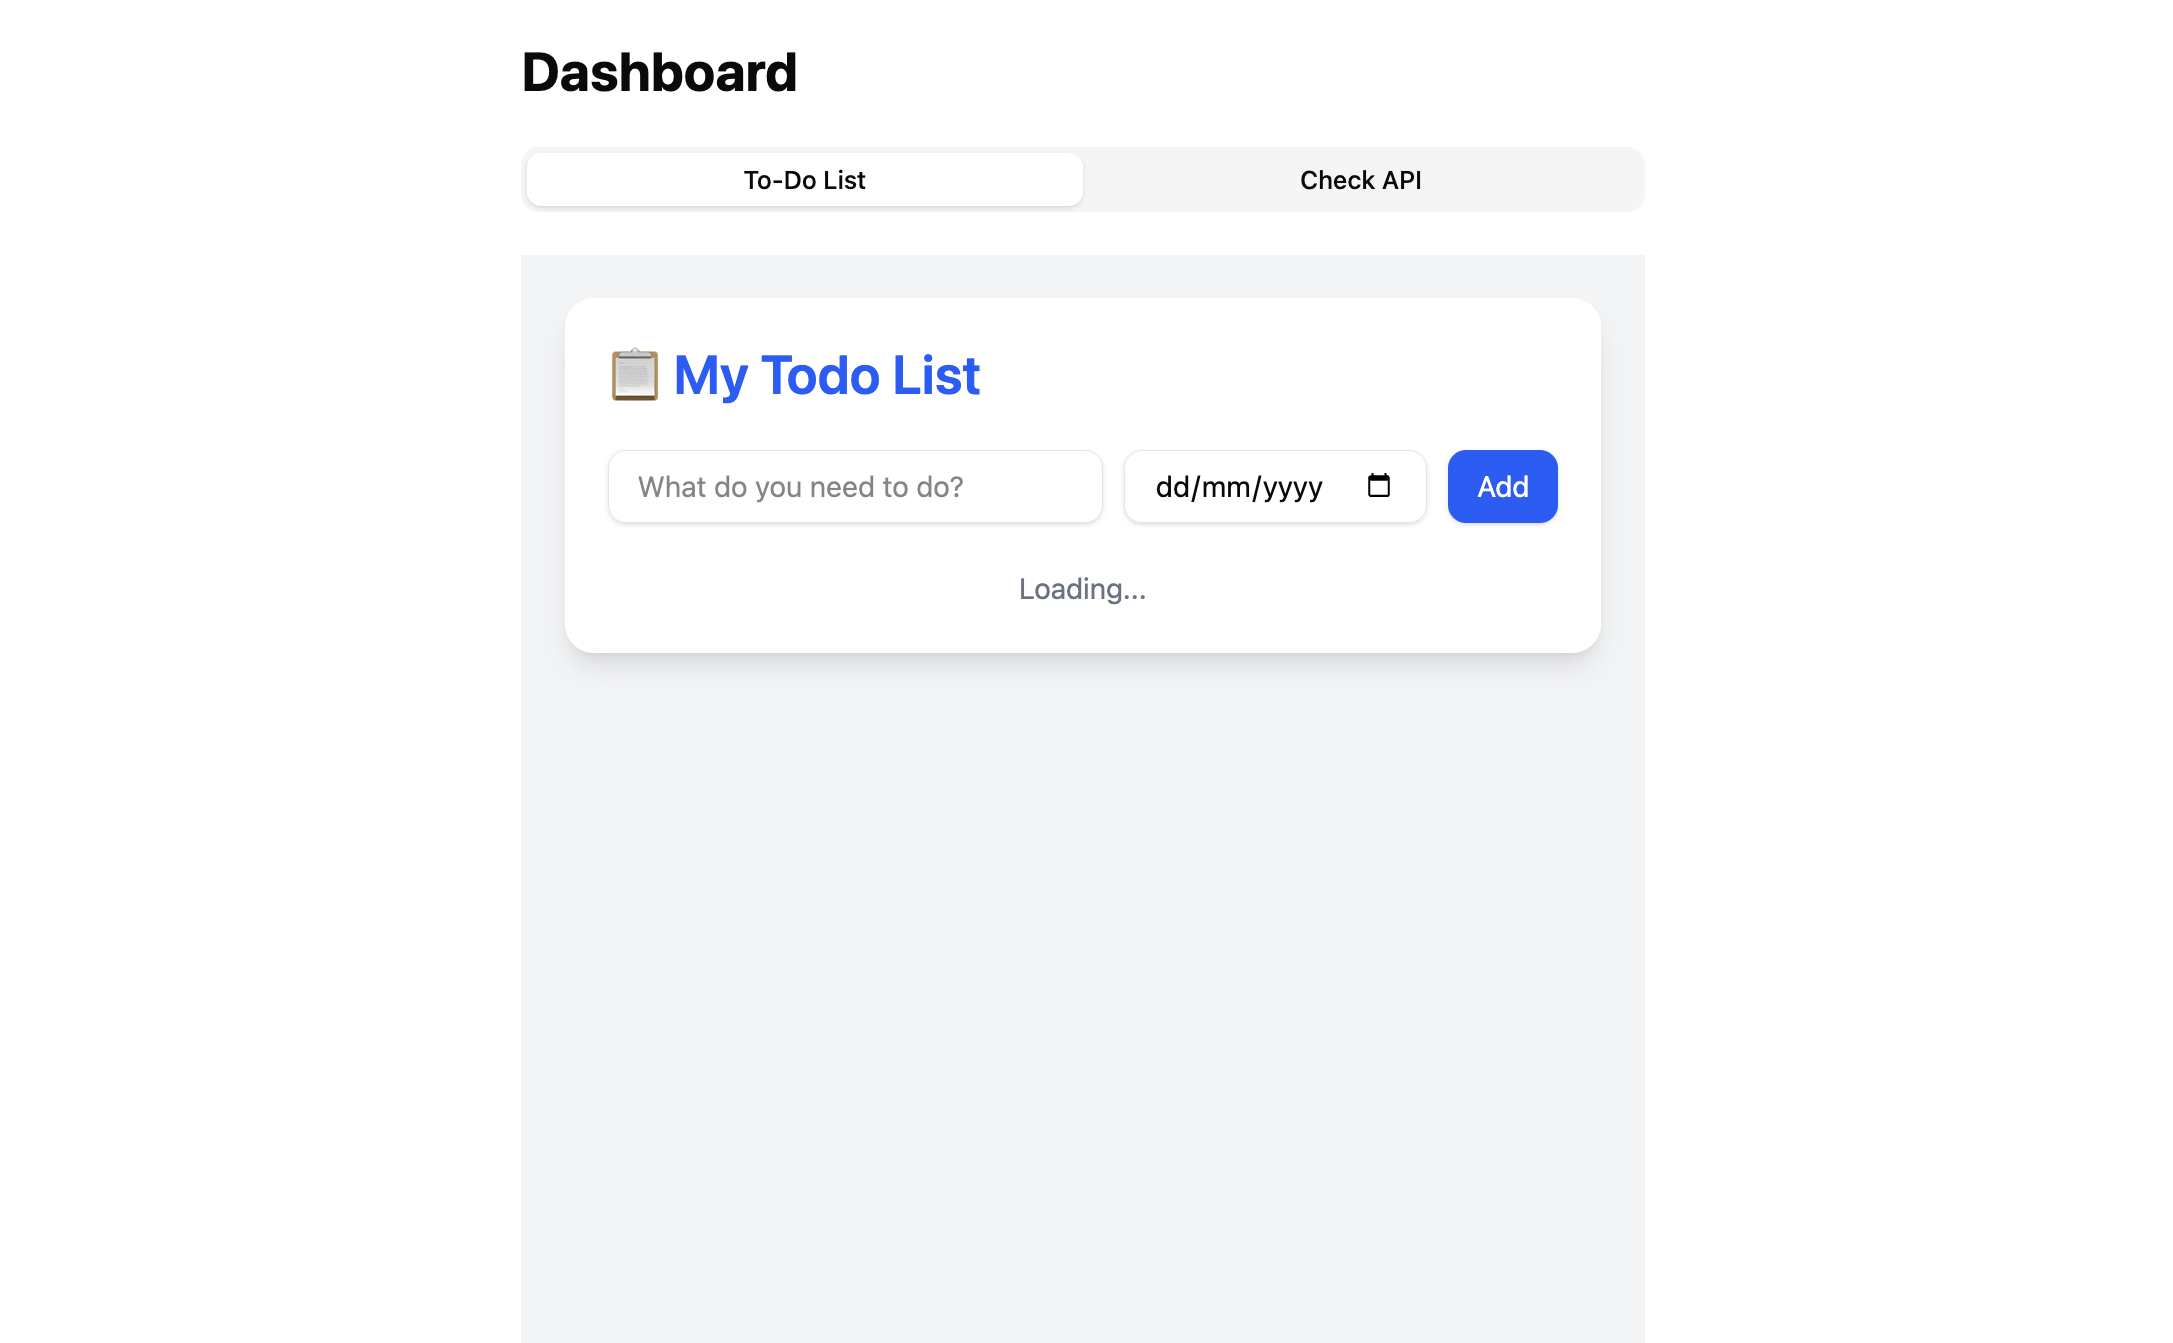 Dashboard
To-Do List
Check API
My Todo List
What do you need to do?
dd/mm/yyyy
Add
Loading...